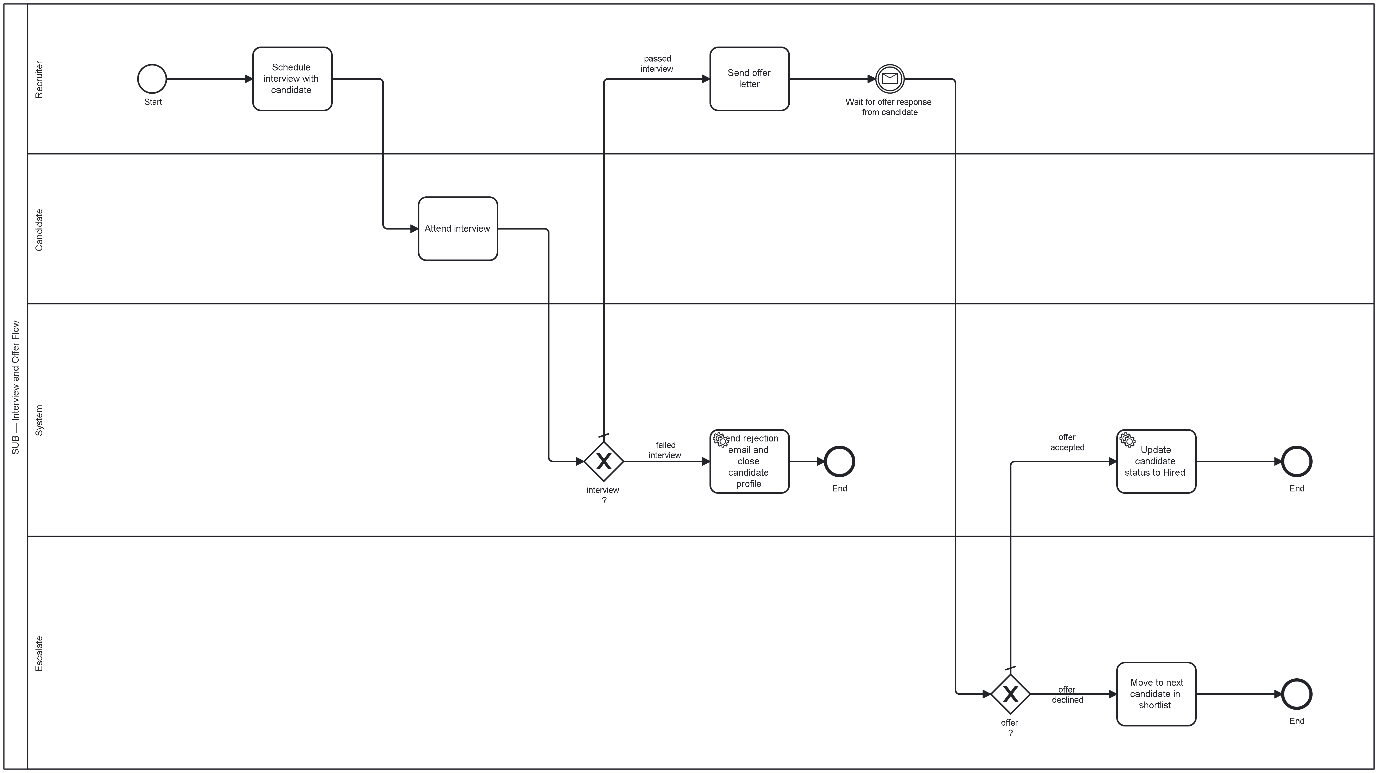 SUB — Interview and Offer Flow
Recruiter
Start
Schedule
interview with
candidate
passed
interview
Send offer
letter
Wait for offer response
from candidate
Candidate
Attend interview
System
X
interview
?
failed
interview
end rejection
email and
close
candidate
profile
End
offer
accepted
Update
candidate
status to Hired
End
Escalate
X
offer
?
offer
declined
Move to next
candidate in
shortlist
End